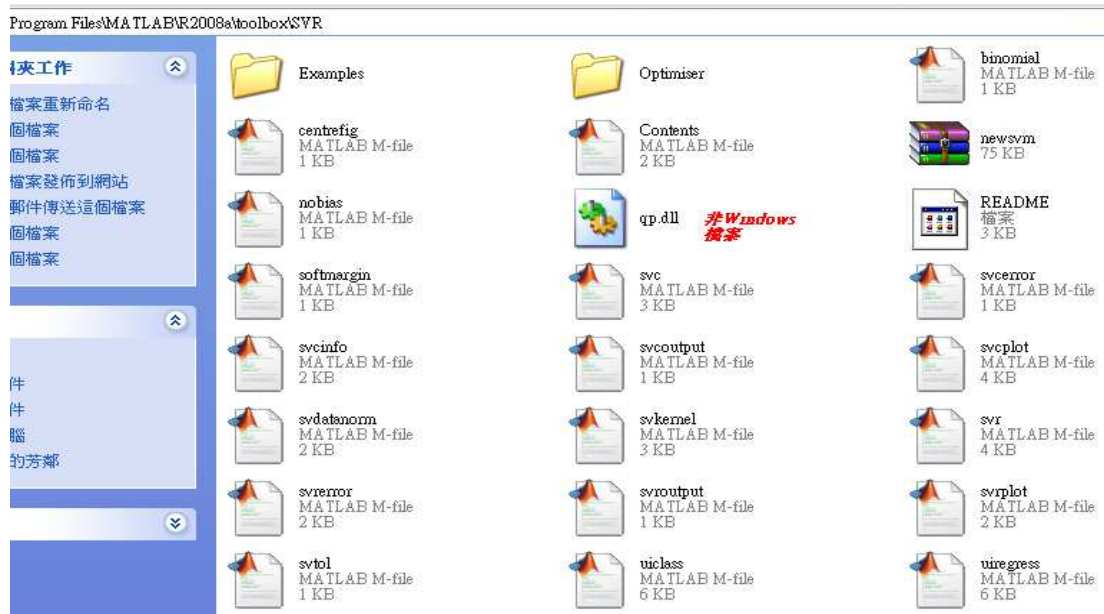 Program Files\MATLAB\R2008a\toolbox\SVR
夾工作
檔案重新命名
個檔案
個檔案
檔案發佈到網站
郵件傳送這個檔案
個檔案
個檔案
件
件
腦
的芳鄰
Examples
Optimiser
binomial
MATLAB M-file
1 KB
centrefig
MATLAB M-file
1 KB
Contents
MATLAB M-file
2 KB
newsvm
75 KB
nobias
MATLAB M-file
1 KB
qp.dll
非Windows
檔案
README
檔案
3 KB
softmargin
MATLAB M-file
1 KB
svc
MATLAB M-file
3 KB
svcerror
MATLAB M-file
1 KB
svcinfo
MATLAB M-file
2 KB
svcoutput
MATLAB M-file
1 KB
svcplot
MATLAB M-file
4 KB
svdatanorm
MATLAB M-file
2 KB
svkernel
MATLAB M-file
3 KB
svr
MATLAB M-file
4 KB
svrerror
MATLAB M-file
2 KB
svroutput
MATLAB M-file
1 KB
svrplot
MATLAB M-file
2 KB
svtol
MATLAB M-file
1 KB
uiclass
MATLAB M-file
6 KB
uiregress
MATLAB M-file
6 KB